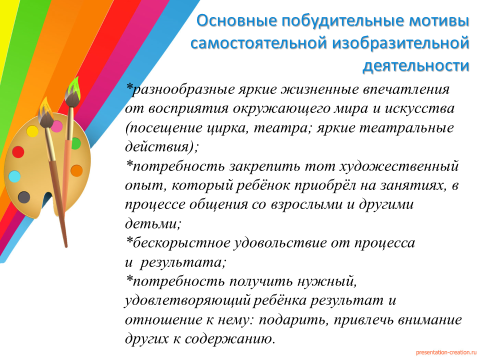 Основные побудительные мотивы
самостоятельной изобразительной
деятельности
*разнообразные яркие жизненные впечатления
от восприятия окружающего мира и искусства
(посещение цирка, театра; яркие театральные
действия);
*потребность закрепить тот художественный
опыт, который ребёнок приобрёл на занятиях, в
процессе общения со взрослыми и другими
детьми;
*бескорыстное удовольствие от процесса
и результата;
*потребность получить нужный,
удовлетворяющий ребёнка результат и
отношение к нему: подарить, привлечь внимание
других к содержанию.
presentation-creation.ru